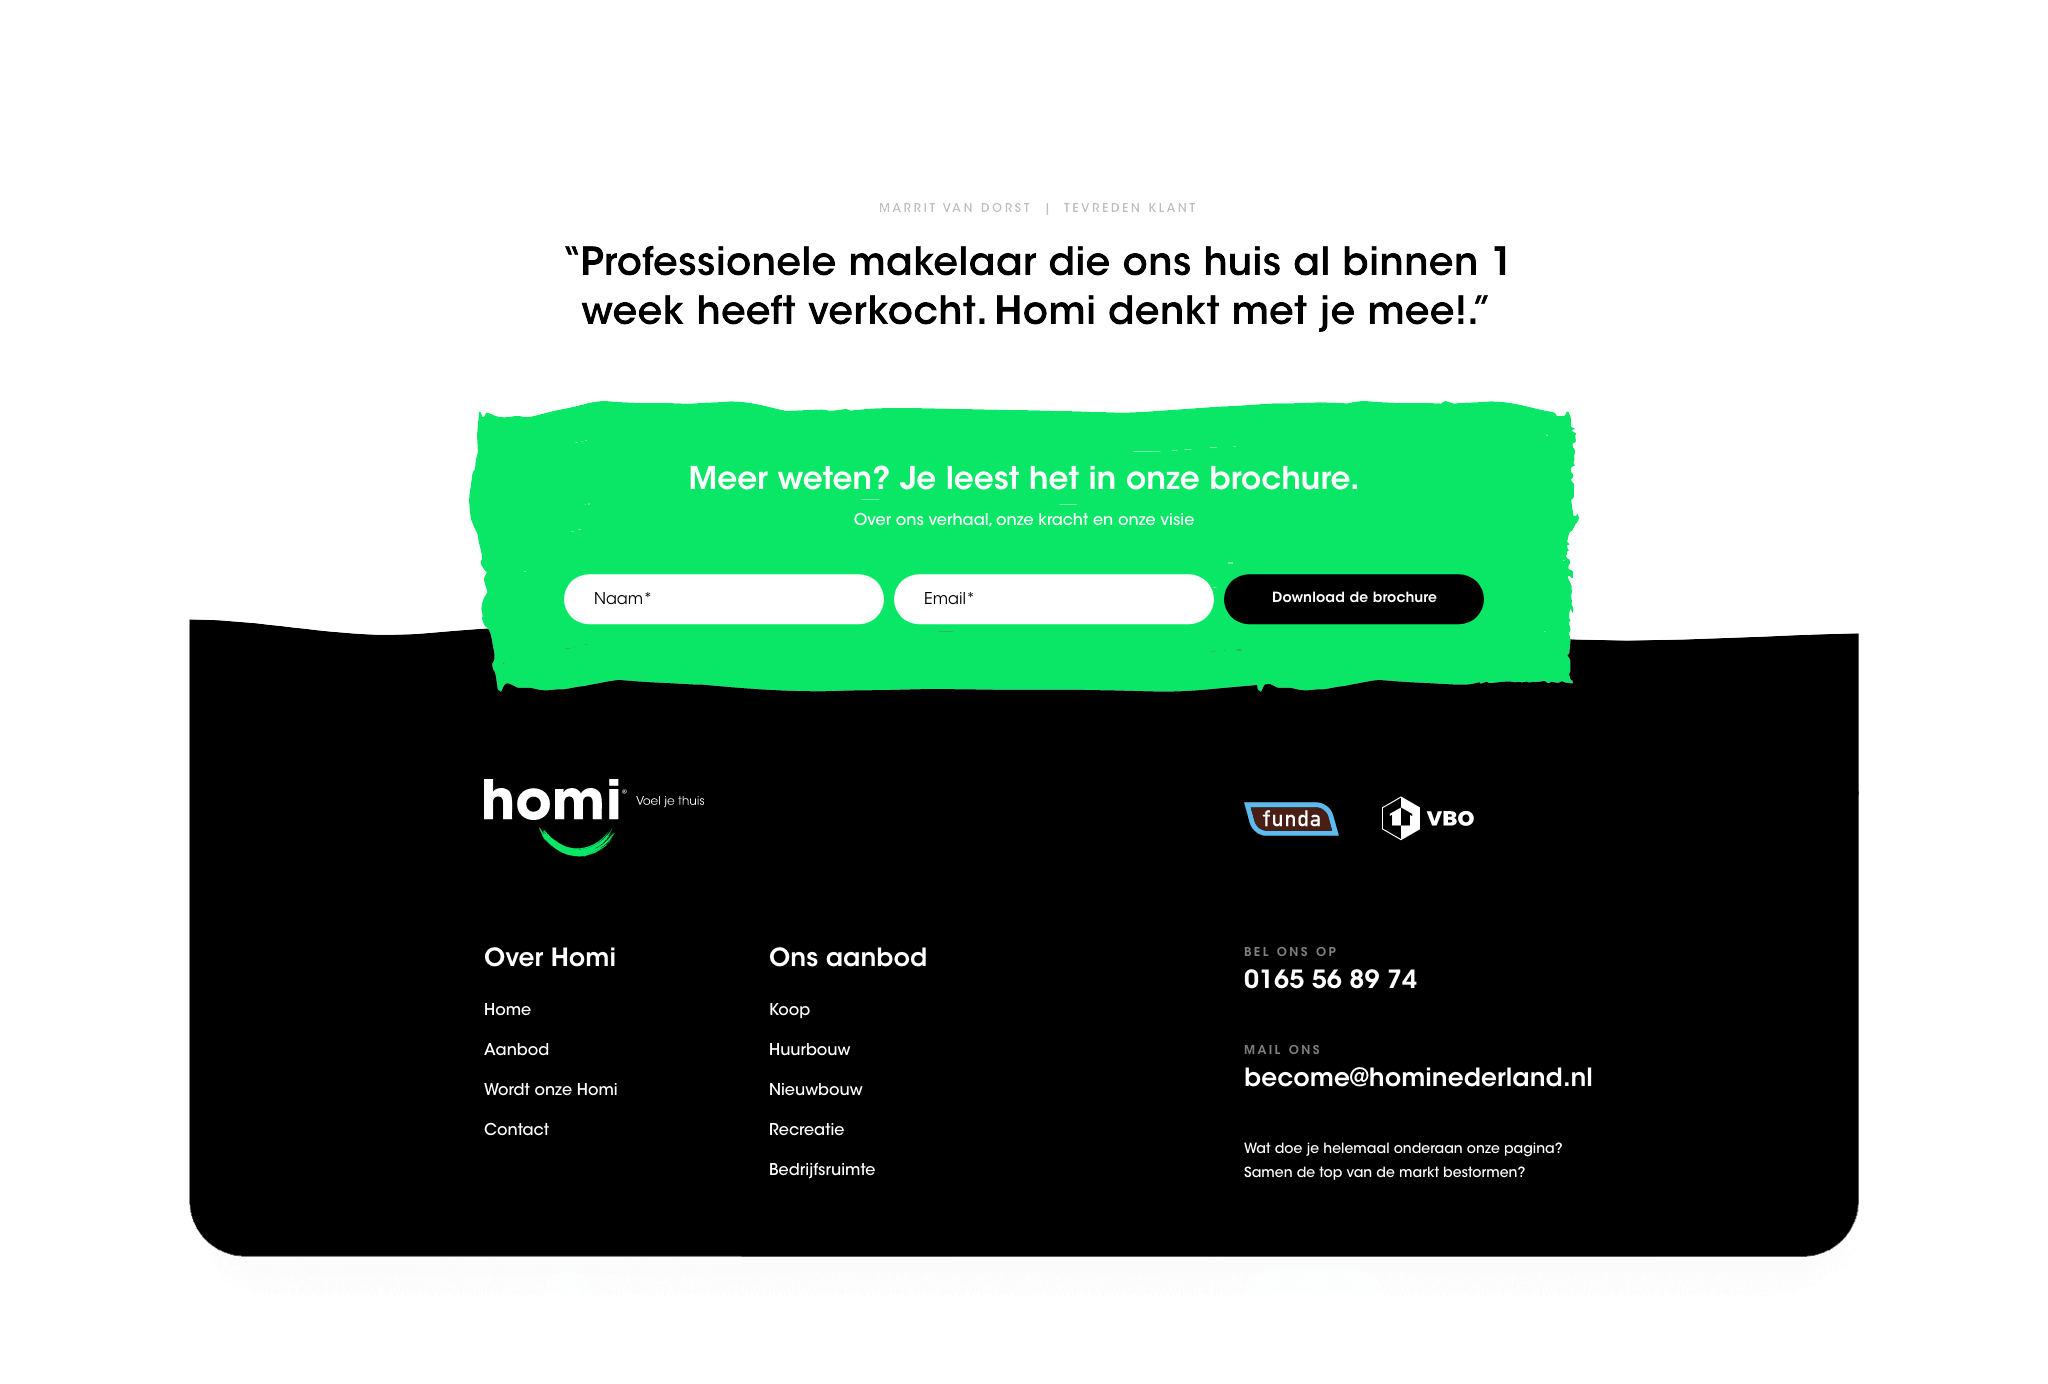 MARRIT VAN DORST | TEVREDEN KLANT
“Professionele makelaar die ons huis al binnen 1
week heeft verkocht. Homi denkt met je mee!.”
Meer weten? Je leest het in onze brochure.
Over ons verhaal, onze kracht en onze visie
Naam*
Email*
Download de brochure
homi® Voel je thuis
funda
VBO
Over Homi
Home
Aanbod
Wordt onze Homi
Contact
Ons aanbod
Koop
Huurbouw
Nieuwbouw
Recreatie
Bedrijfsruimte
BEL ONS OP
0165 56 89 74
MAIL ONS
become@hominederland.nl
Wat doe je helemaal onderaan onze pagina?
Samen de top van de markt bestormen?